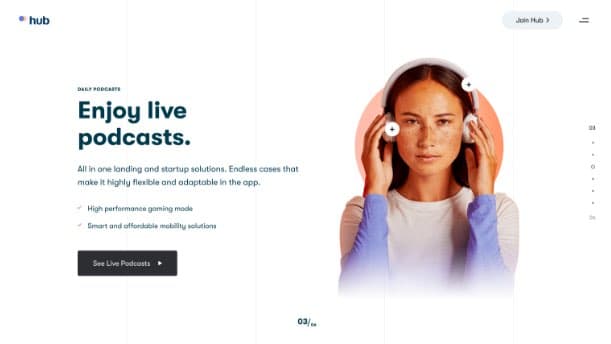 hub
Join Hub
DAILY PODCASTS
Enjoy live
podcasts.
All in one landing and startup solutions. Endless cases that
make it highly flexible and adaptable in the app.
High performance gaming mode
Smart and affordable mobility solutions
See Live Podcasts
03
03/06